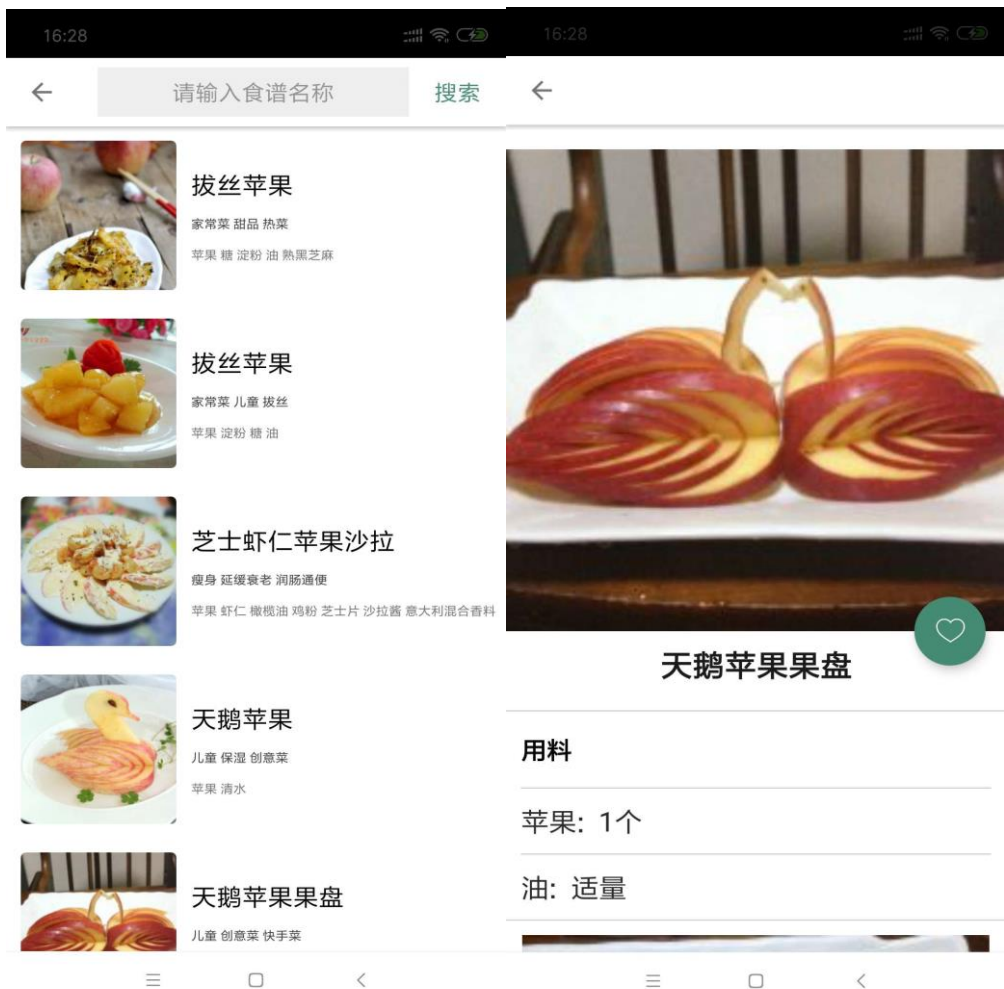 16:28
请输入食谱名称
搜索
拔丝苹果
家常菜 甜品 热菜
苹果 糖 淀粉 油 熟黑芝麻
拔丝苹果
家常菜 儿童 拔丝
苹果 淀粉 糖 油
芝士虾仁苹果沙拉
瘦身 延缓衰老 润肠通便
苹果 虾仁 橄榄油 鸡粉 芝士片 沙拉酱 意大利混合香料
天鹅苹果
儿童 保湿 创意菜
苹果 清水
天鹅苹果果盘
儿童 创意菜 快手菜
16:28
天鹅苹果果盘
用料
苹果: 1个
油: 适量